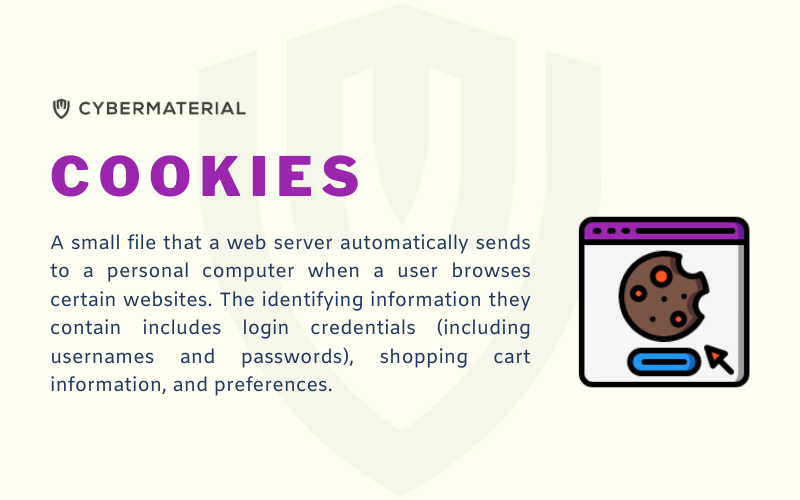 CYBERMATERIAL
COOKIES
A small file that a web server automatically sends
to a personal computer when a user browses
certain websites. The identifying information they
contain includes login credentials (including
usernames and passwords), shopping cart
information, and preferences.